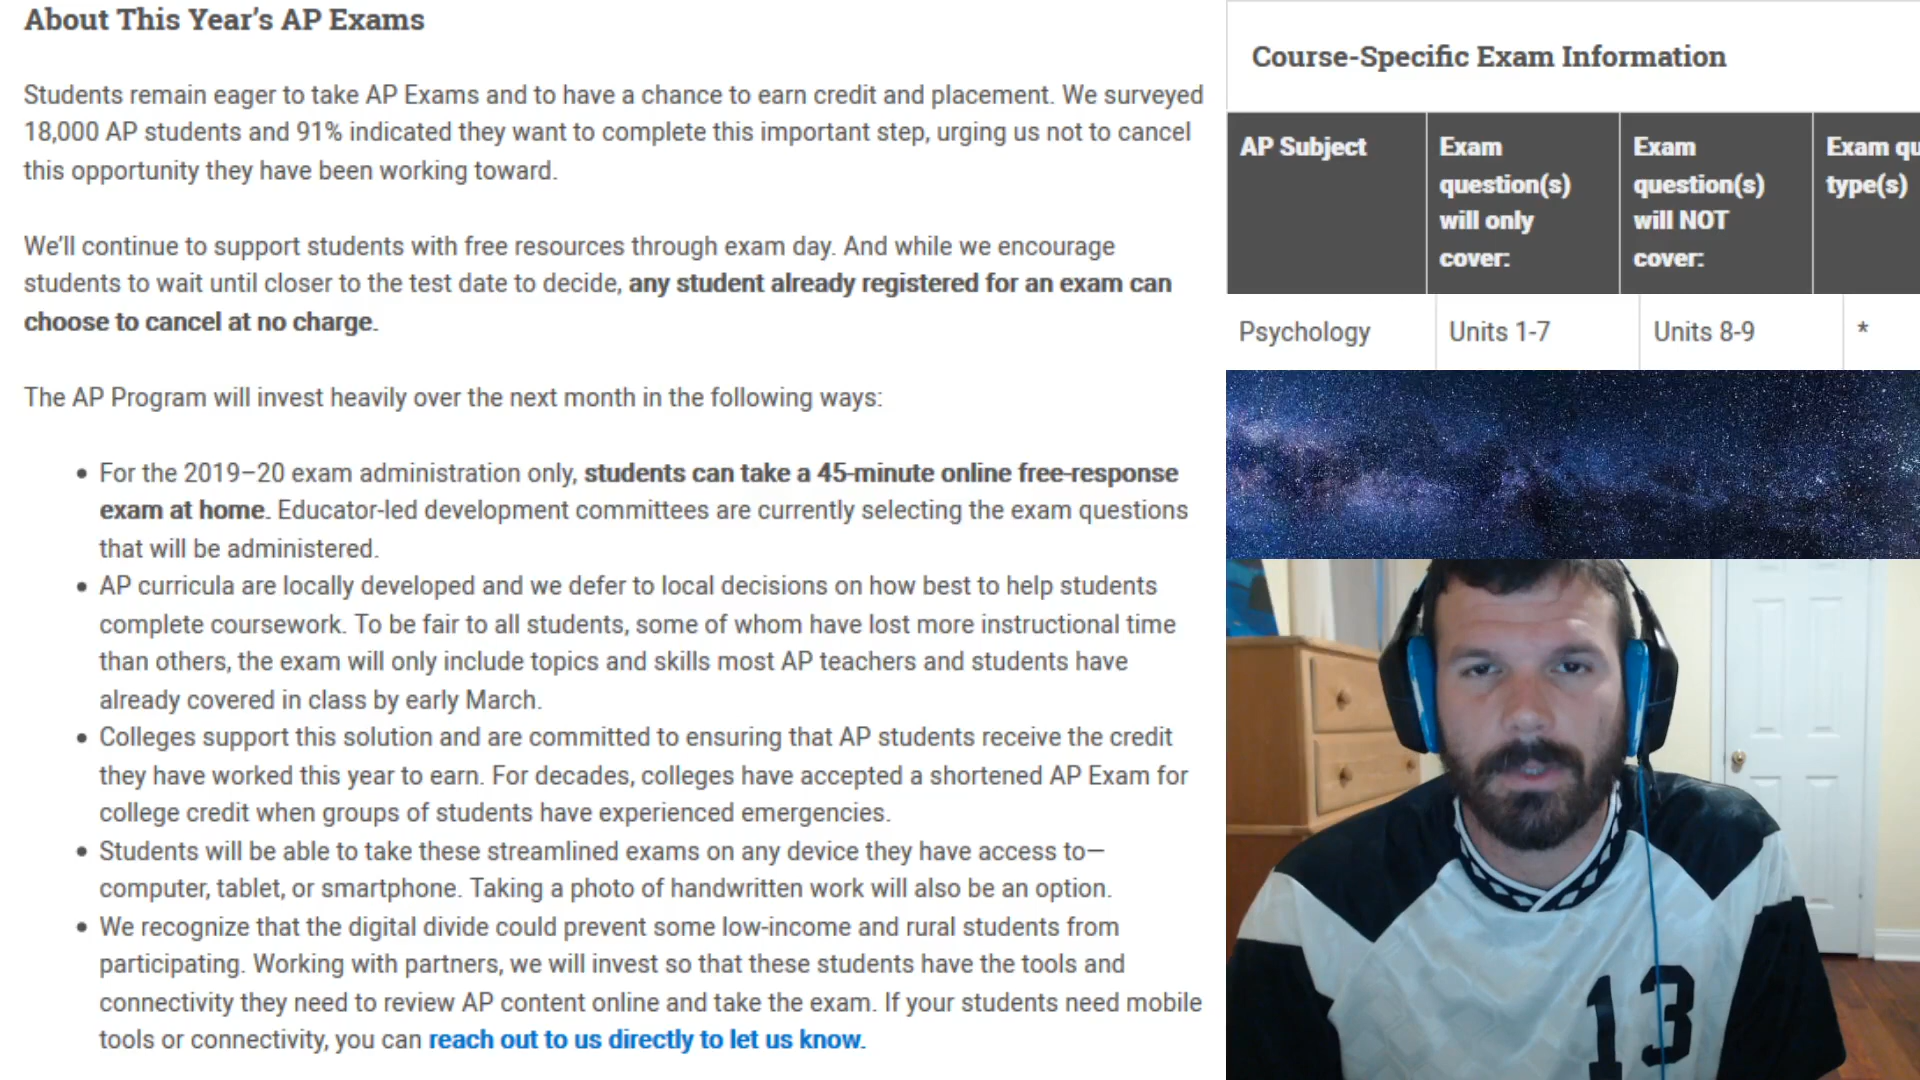 About This Year’s AP Exams
Students remain eager to take AP Exams and to have a chance to earn credit and placement. We surveyed
18,000 AP students and 91% indicated they want to complete this important step, urging us not to cancel
this opportunity they have been working toward.
We’ll continue to support students with free resources through exam day. And while we encourage
students to wait until closer to the test date to decide, any student already registered for an exam can
choose to cancel at no charge.
The AP Program will invest heavily over the next month in the following ways:
• For the 2019–20 exam administration only, students can take a 45-minute online free-response
exam at home. Educator-led development committees are currently selecting the exam questions
that will be administered.
• AP curricula are locally developed and we defer to local decisions on how best to help students
complete coursework. To be fair to all students, some of whom have lost more instructional time
than others, the exam will only include topics and skills most AP teachers and students have
already covered in class by early March.
• Colleges support this solution and are committed to ensuring that AP students receive the credit
they have worked this year to earn. For decades, colleges have accepted a shortened AP Exam for
college credit when groups of students have experienced emergencies.
• Students will be able to take these streamlined exams on any device they have access to—
computer, tablet, or smartphone. Taking a photo of handwritten work will also be an option.
• We recognize that the digital divide could prevent some low-income and rural students from
participating. Working with partners, we will invest so that these students have the tools and
connectivity they need to review AP content online and take the exam. If your students need mobile
tools or connectivity, you can reach out to us directly to let us know.
Course-Specific Exam Information
AP Subject
Exam
question(s)
will only
cover:
Exam
question(s)
will NOT
cover:
Exam qu
type(s)
Psychology
Units 1-7
Units 8-9
*
13